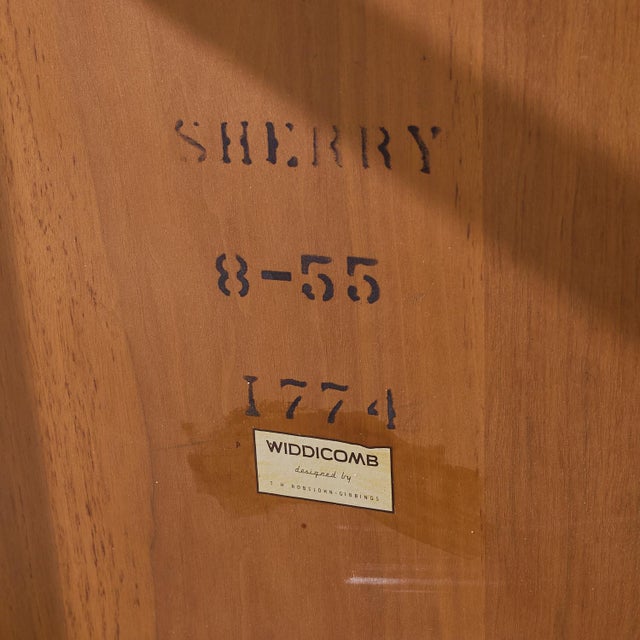 SHERRY
8-55
1774
WIDDICOMB
designed by
T. H. ROBSJOHN-GIBBINGS